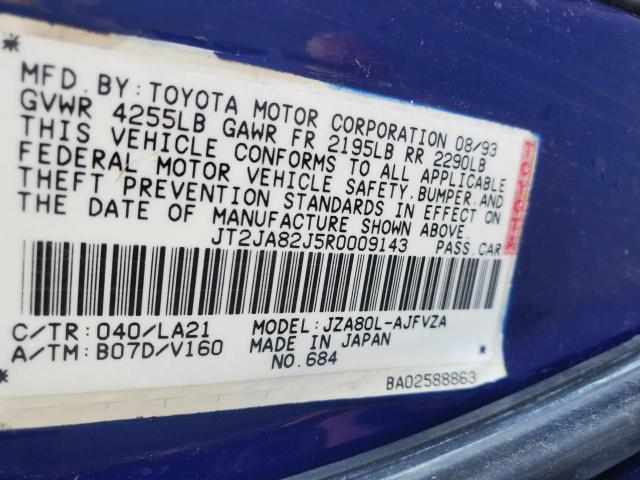 MFD. BY: TOYOTA MOTOR CORPORATION 08/93
GVWR 4255LB GAWR FR 2195LB RR 2290LB
THIS VEHICLE CONFORMS TO ALL APPLICABLE
FEDERAL MOTOR VEHICLE SAFETY, BUMPER, AND
THEFT PREVENTION STANDARDS IN EFFECT ON
THE DATE OF MANUFACTURE SHOWN ABOVE.
JT2JA82J5R0009143 PASS. CAR
TOYOTA
C/TR: 040/LA21 MODEL: JZA80L-AJFVZA
A/TM: B07D/V160 MADE IN JAPAN
NO. 684
BA02588863